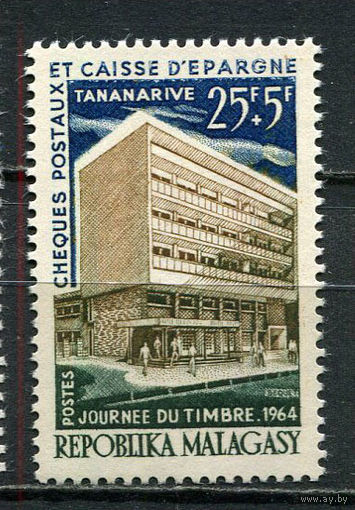 CHEQUES POSTAUX ET CAISSE D'EPARGNE
TANANARIVE
25F+5F
POSTES
JOURNEE DU TIMBRE.1964
REPOBLIKA MALAGASY
www.ay.by